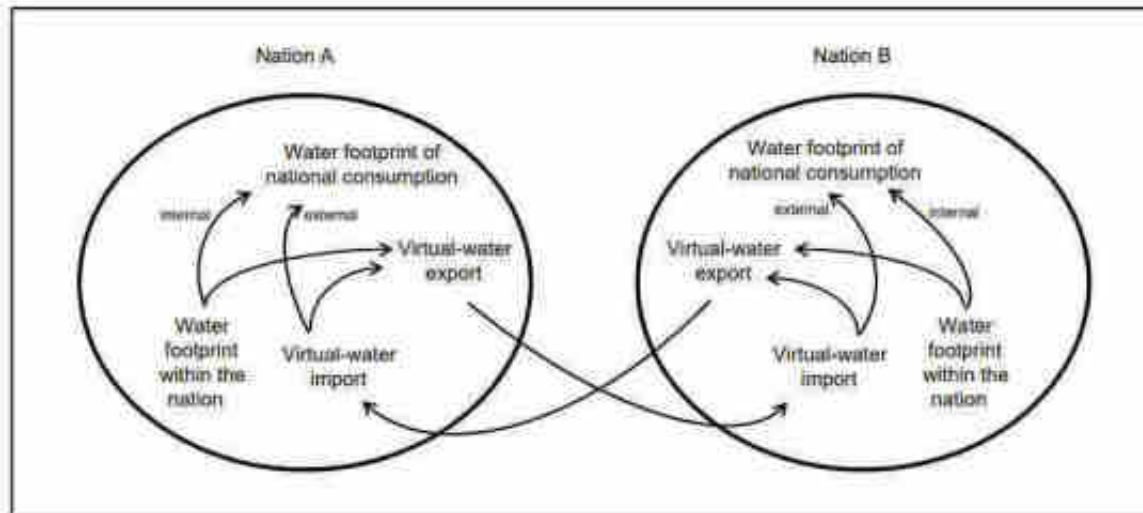 Nation A
Nation B
Water footprint of
national consumption
internal
external
Virtual-water
export
Water
footprint
within the
nation
Virtual-water
import
Water footprint of
national consumption
external
internal
Virtual-water
export
Virtual-water
import
Water
footprint
within the
nation